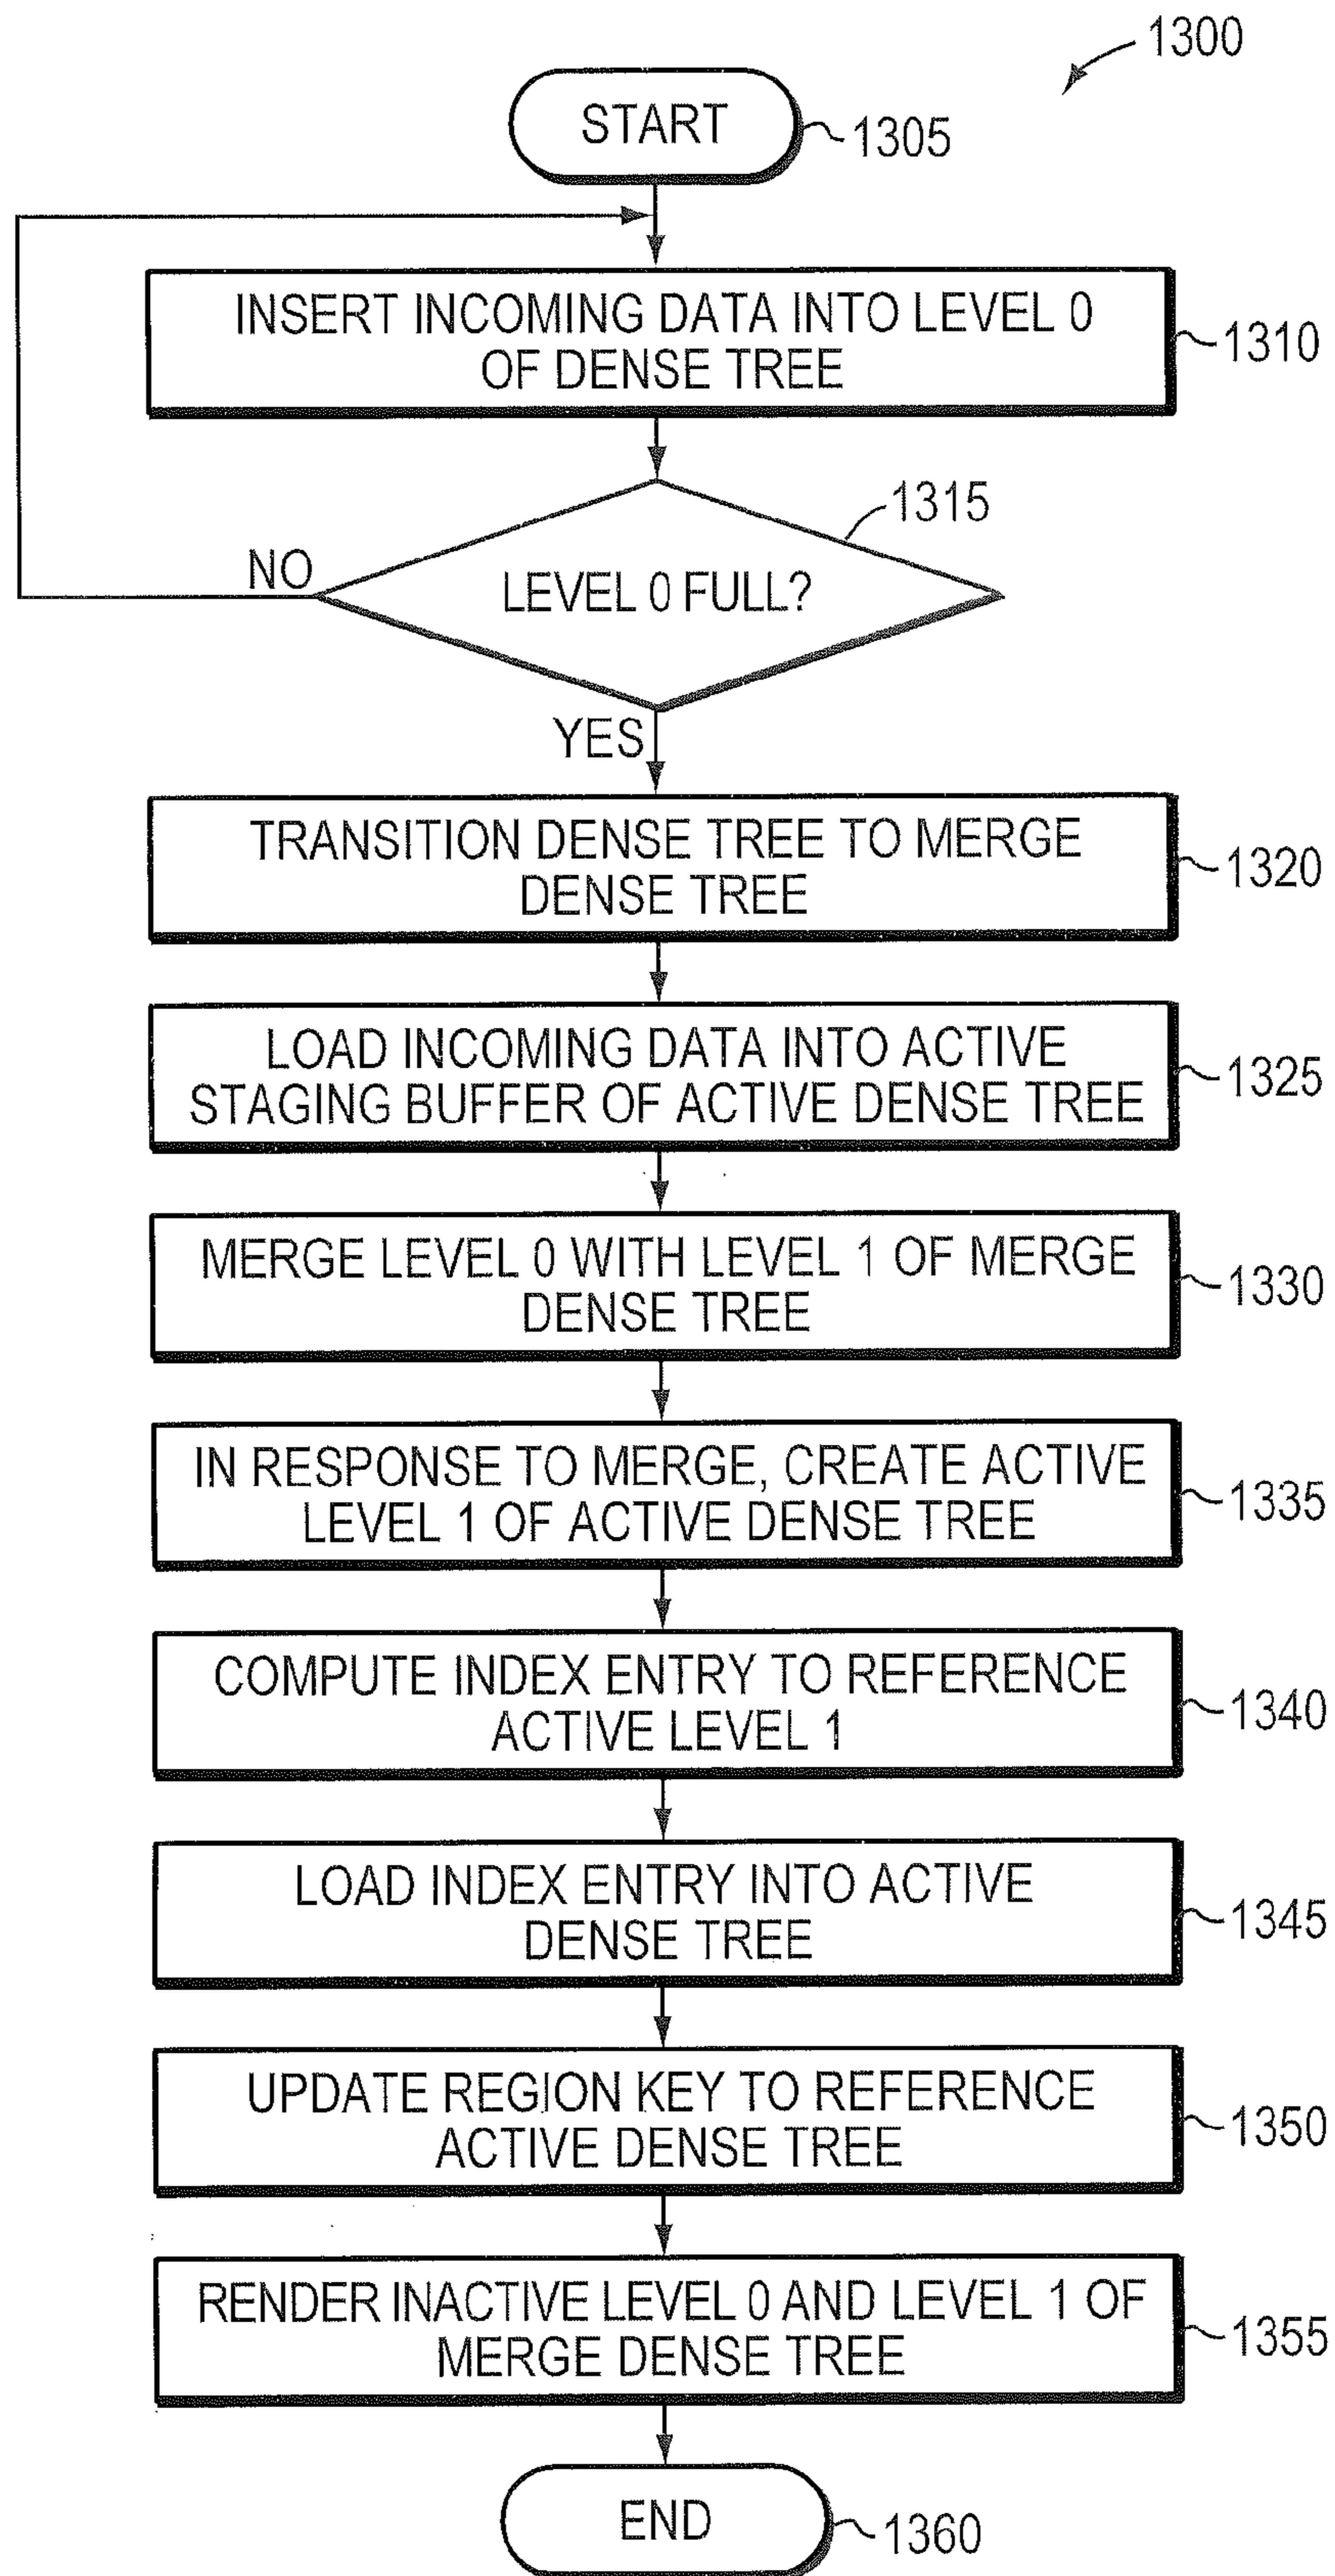 1300
START
1305
INSERT INCOMING DATA INTO LEVEL 0
OF DENSE TREE
1310
1315
LEVEL 0 FULL?
NO
YES
TRANSITION DENSE TREE TO MERGE
DENSE TREE
1320
LOAD INCOMING DATA INTO ACTIVE
STAGING BUFFER OF ACTIVE DENSE TREE
1325
MERGE LEVEL 0 WITH LEVEL 1 OF MERGE
DENSE TREE
1330
IN RESPONSE TO MERGE, CREATE ACTIVE
LEVEL 1 OF ACTIVE DENSE TREE
1335
COMPUTE INDEX ENTRY TO REFERENCE
ACTIVE LEVEL 1
1340
LOAD INDEX ENTRY INTO ACTIVE
DENSE TREE
1345
UPDATE REGION KEY TO REFERENCE
ACTIVE DENSE TREE
1350
RENDER INACTIVE LEVEL 0 AND LEVEL 1 OF
MERGE DENSE TREE
1355
END
1360